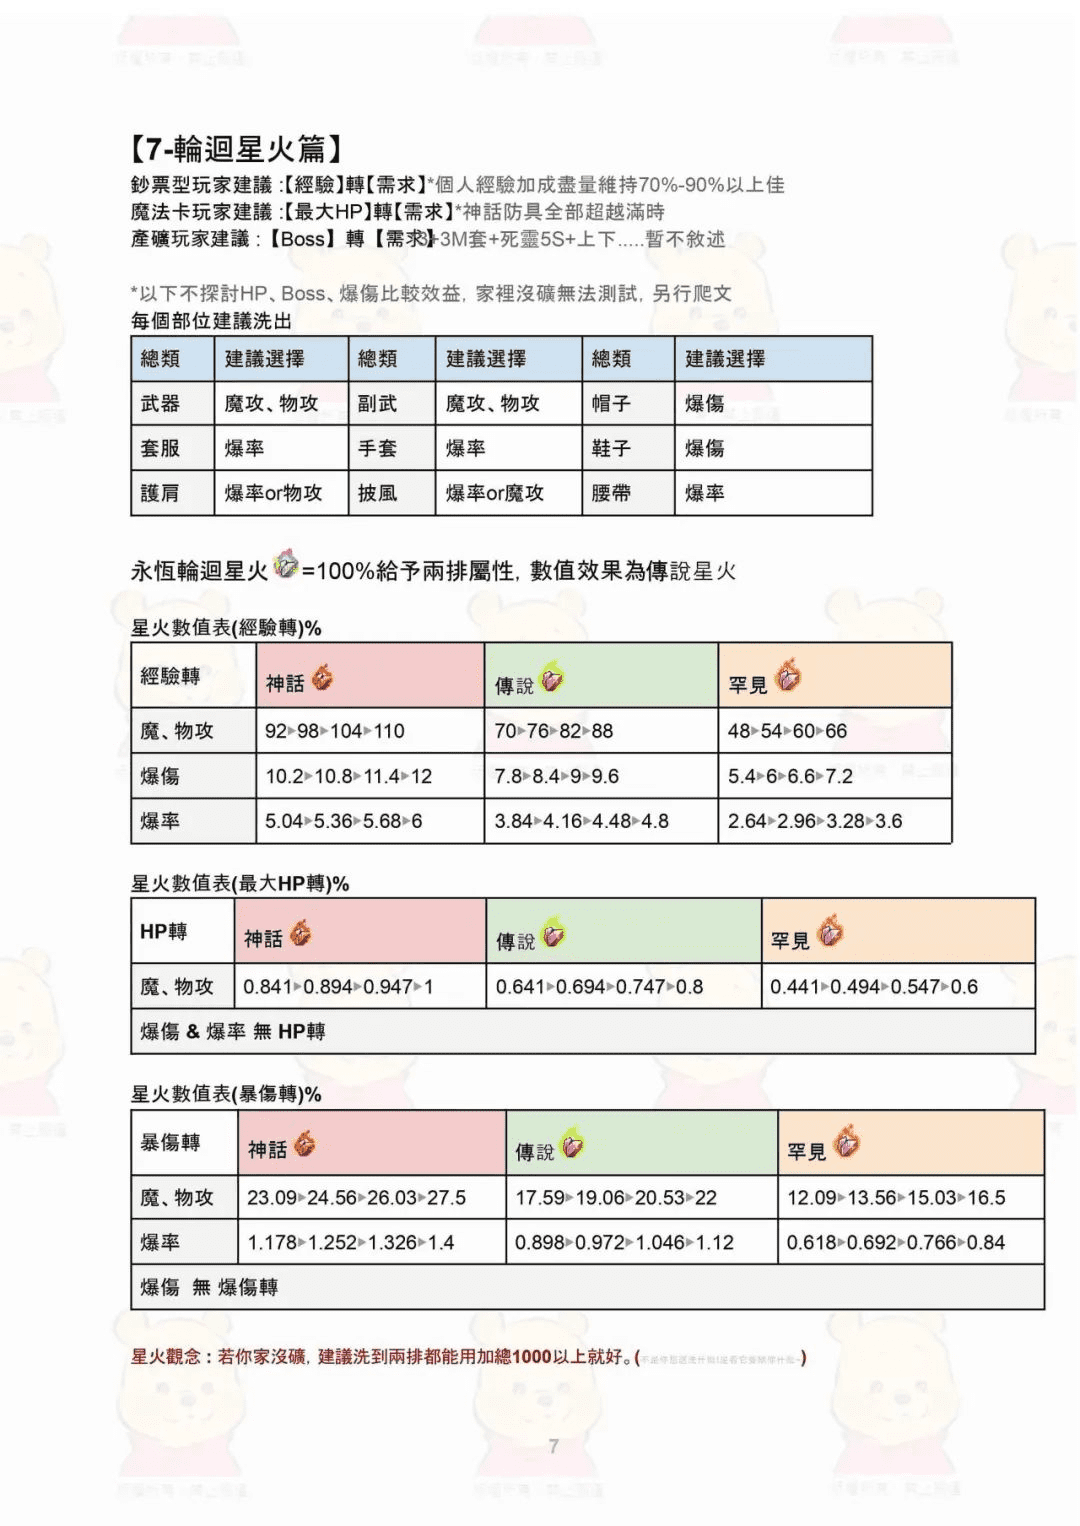 【7-輪迴星火篇】
鈔票型玩家建議 :【經驗】轉【需求】*個人經驗加成盡量維持70%-90%以上佳
魔法卡玩家建議 :【最大HP】轉【需求】*神話防具全部超越滿時
產礦玩家建議 : 【Boss】 轉 【需求】3+3M套+死靈5S+上下.....暫不敘述
*以下不探討HP、Boss、爆傷比較效益, 家裡沒礦無法測試, 另行爬文
每個部位建議洗出
總類 建議選擇 總類 建議選擇 總類 建議選擇
武器 魔攻、物攻 副武 魔攻、物攻 帽子 爆傷
套服 爆率 手套 爆率 鞋子 爆傷
護肩 爆率or物攻 披風 爆率or魔攻 腰帶 爆率
永恆輪迴星火=100%給予兩排屬性, 數值效果為傳說星火
星火數值表(經驗轉)%
經驗轉 神話 傳說 罕見
魔、物攻 92▸98▸104▸110 70▸76▸82▸88 48▸54▸60▸66
爆傷 10.2▸10.8▸11.4▸12 7.8▸8.4▸9▸9.6 5.4▸6▸6.6▸7.2
爆率 5.04▸5.36▸5.68▸6 3.84▸4.16▸4.48▸4.8 2.64▸2.96▸3.28▸3.6
星火數值表(最大HP轉)%
HP轉 神話 傳說 罕見
魔、物攻 0.841▸0.894▸0.947▸1 0.641▸0.694▸0.747▸0.8 0.441▸0.494▸0.547▸0.6
爆傷 & 爆率 無 HP轉
星火數值表(暴傷轉)%
暴傷轉 神話 傳說 罕見
魔、物攻 23.09▸24.56▸26.03▸27.5 17.59▸19.06▸20.53▸22 12.09▸13.56▸15.03▸16.5
爆率 1.178▸1.252▸1.326▸1.4 0.898▸0.972▸1.046▸1.12 0.618▸0.692▸0.766▸0.84
爆傷 無 爆傷轉
星火觀念 : 若你家沒礦, 建議洗到兩排都能用加總1000以上就好。( )
7